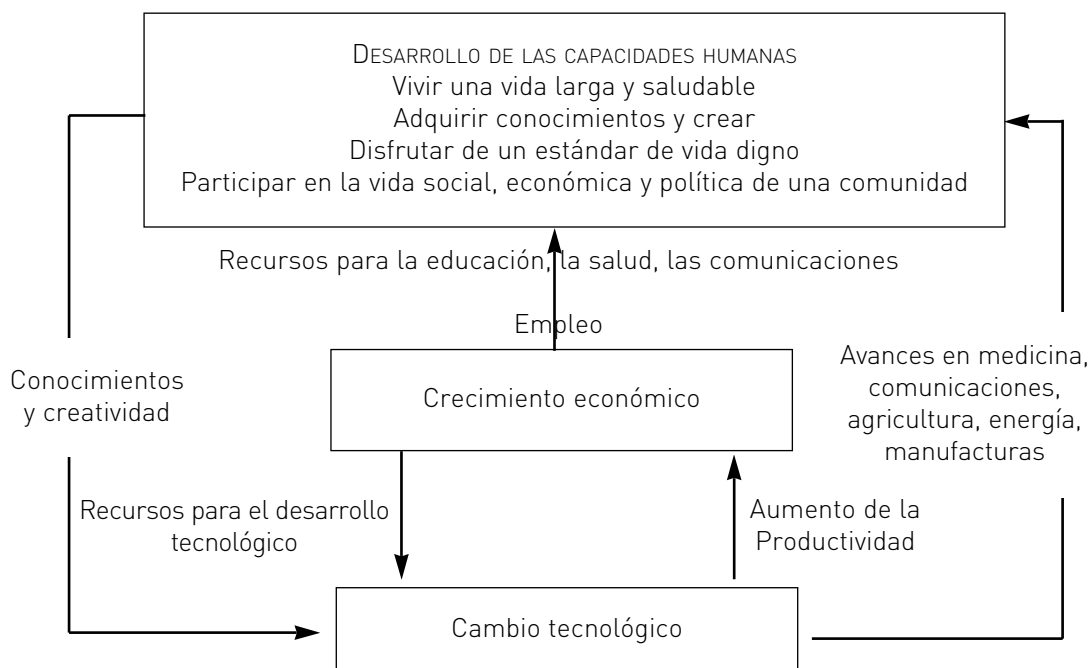 DESARROLLO DE LAS CAPACIDADES HUMANAS
Vivir una vida larga y saludable
Adquirir conocimientos y crear
Disfrutar de un estándar de vida digno
Participar en la vida social, económica y política de una comunidad
Recursos para la educación, la salud, las comunicaciones
Empleo
Conocimientos
y creatividad
Crecimiento económico
Avances en medicina,
comunicaciones,
agricultura, energía,
manufacturas
Recursos para el desarrollo
tecnológico
Aumento de la
Productividad
Cambio tecnológico